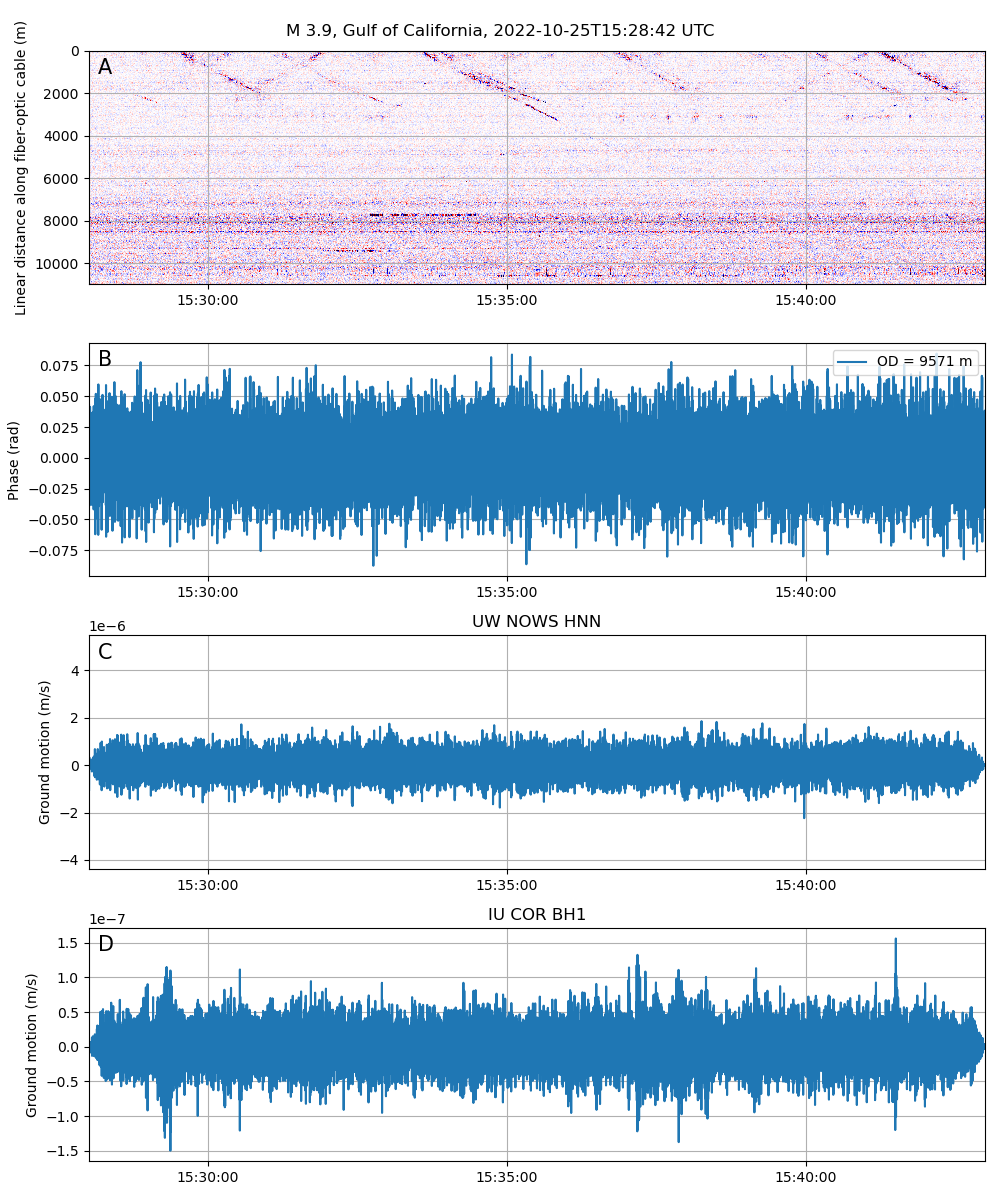 M 3.9, Gulf of California, 2022-10-25T15:28:42 UTC
Linear distance along fiber-optic cable (m)
A
0
2000
4000
6000
8000
10000
15:30:00 15:35:00 15:40:00
Phase (rad)
B
OD = 9571 m
0.075
0.050
0.025
0.000
−0.025
−0.050
−0.075
15:30:00 15:35:00 15:40:00
UW NOWS HNN
1e−6
Ground motion (m/s)
C
4
2
0
−2
−4
15:30:00 15:35:00 15:40:00
IU COR BH1
1e−7
Ground motion (m/s)
D
1.5
1.0
0.5
0.0
−0.5
−1.0
−1.5
15:30:00 15:35:00 15:40:00